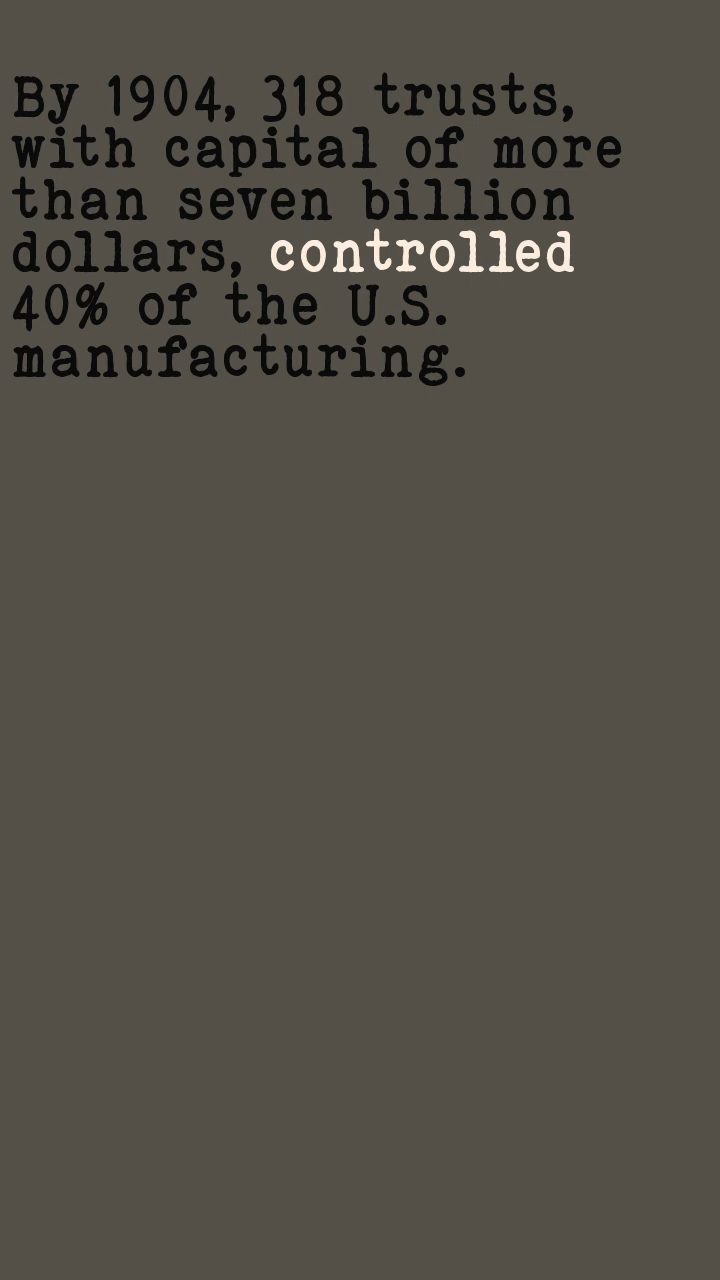 By 1904, 318 trusts,
with capital of more
than seven billion
dollars, controlled
40% of the U.S.
manufacturing.